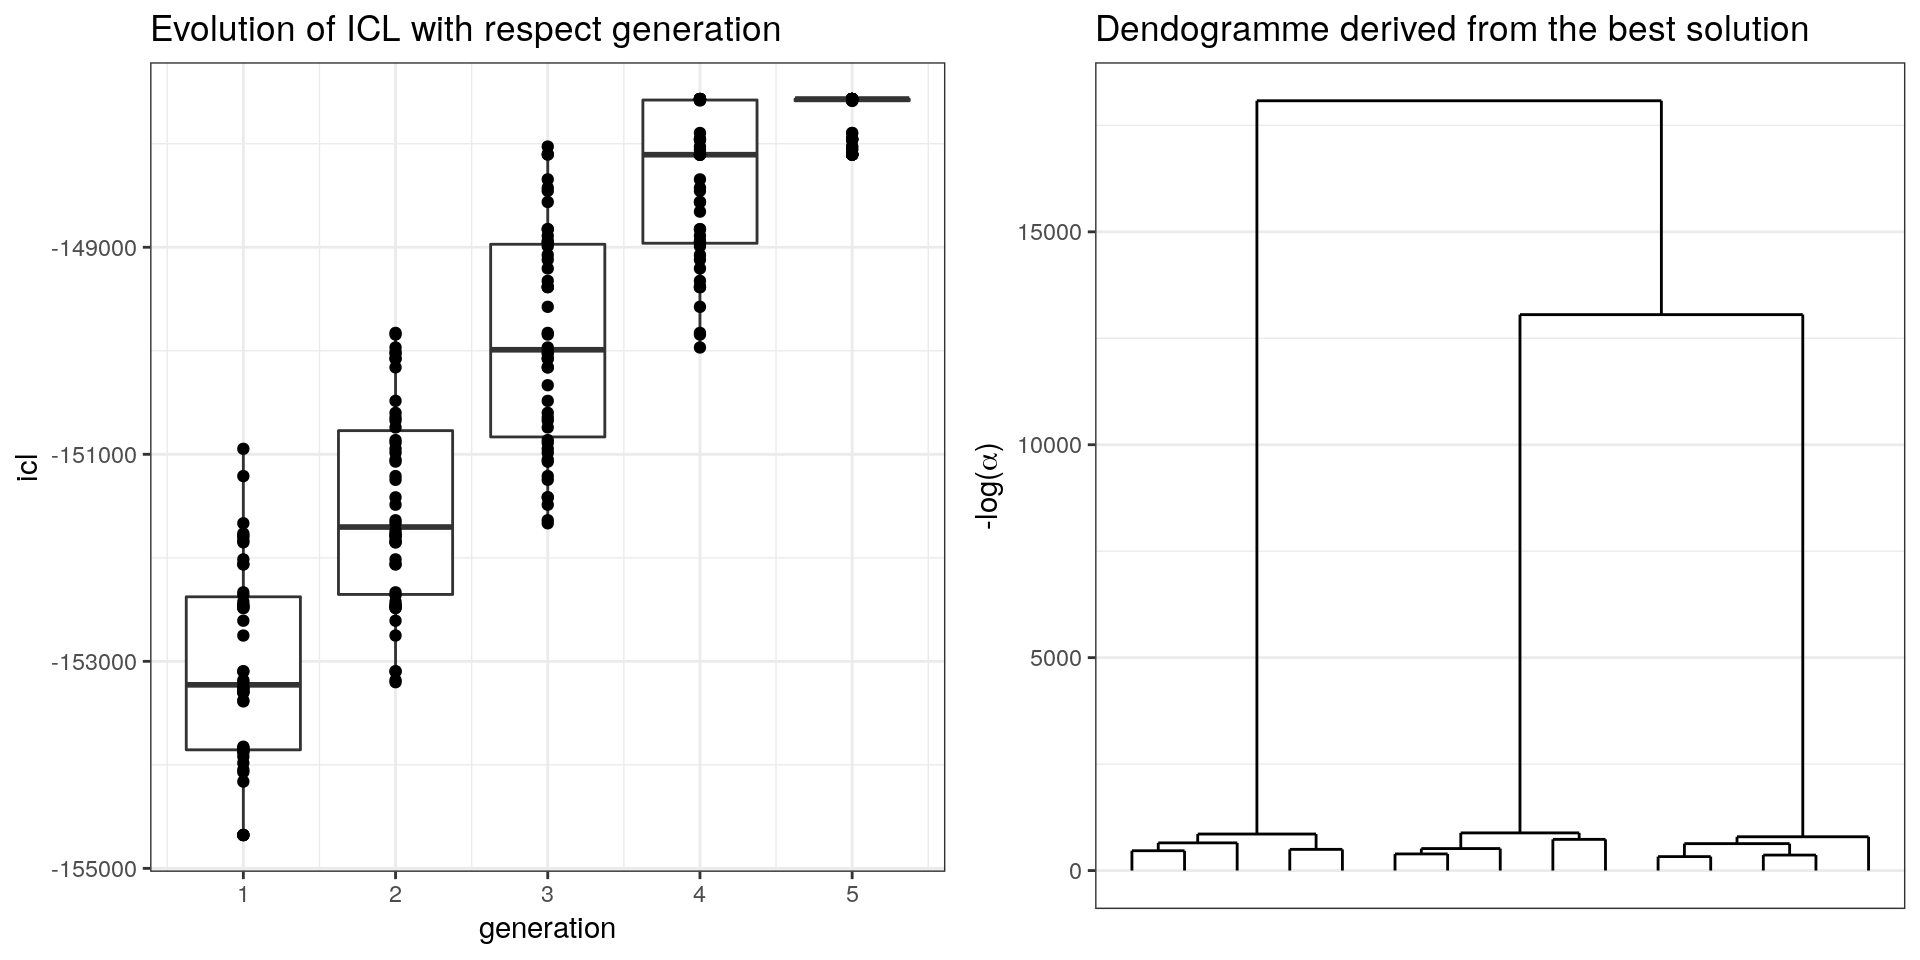 Evolution of ICL with respect generation
icl
-149000
-151000
-153000
-155000
1 2 3 4 5
generation
Dendogramme derived from the best solution
-log(α)
15000
10000
5000
0